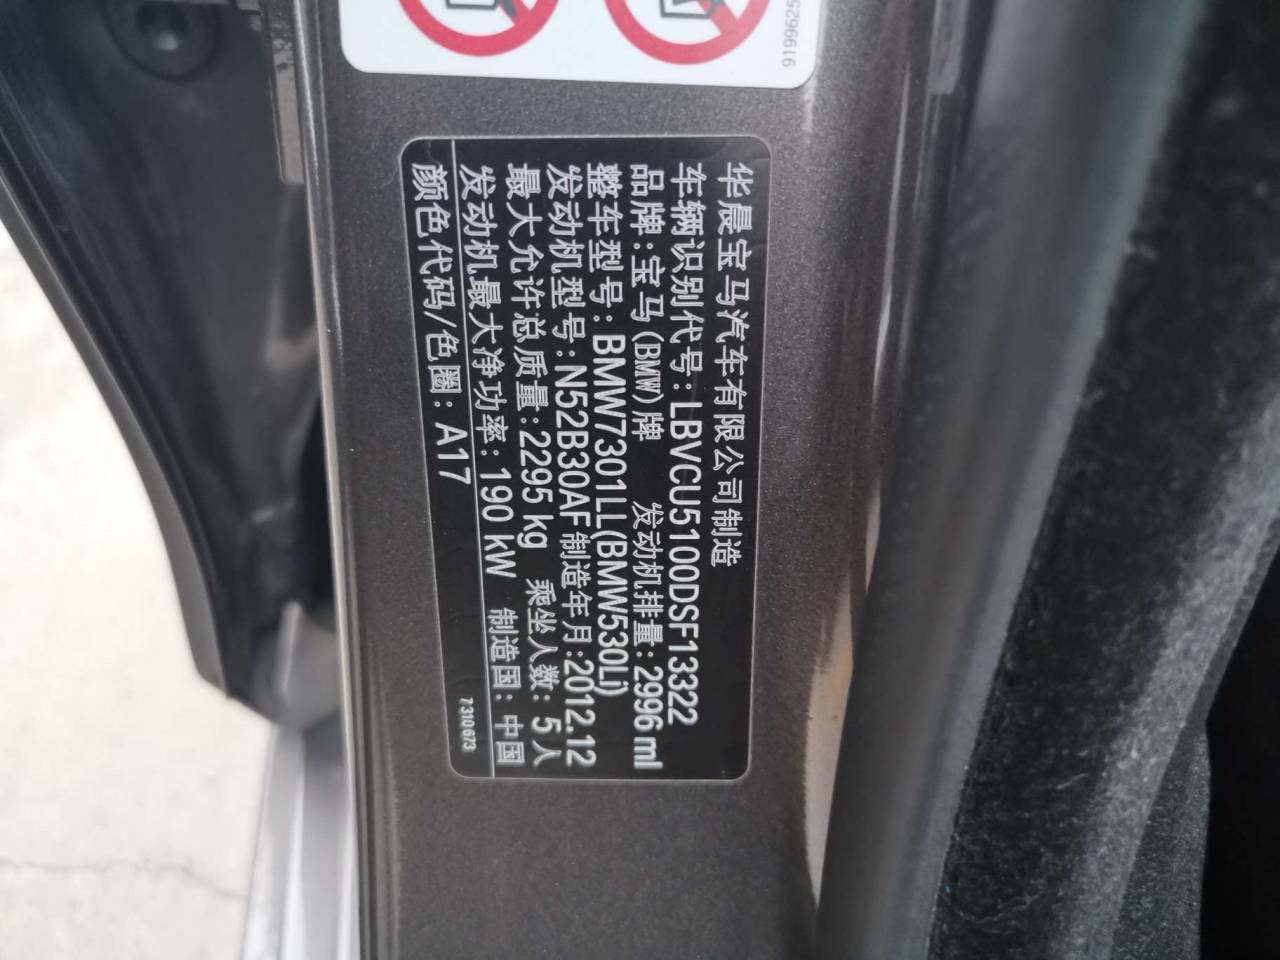 9199625
华晨宝马汽车有限公司制造
车辆识别代号:LBVCU5100DSF13322
品牌:宝马(BMW)牌 发动机排量:2996 ml
整车型号:BMW7301LL(BMW530Li)
发动机型号:N52B30AF 制造年月:2012.12
最大允许总质量:2295 kg 乘坐人数: 5人
发动机最大净功率: 190 kW 制造国: 中国
颜色代码/色圈: A17
7310673